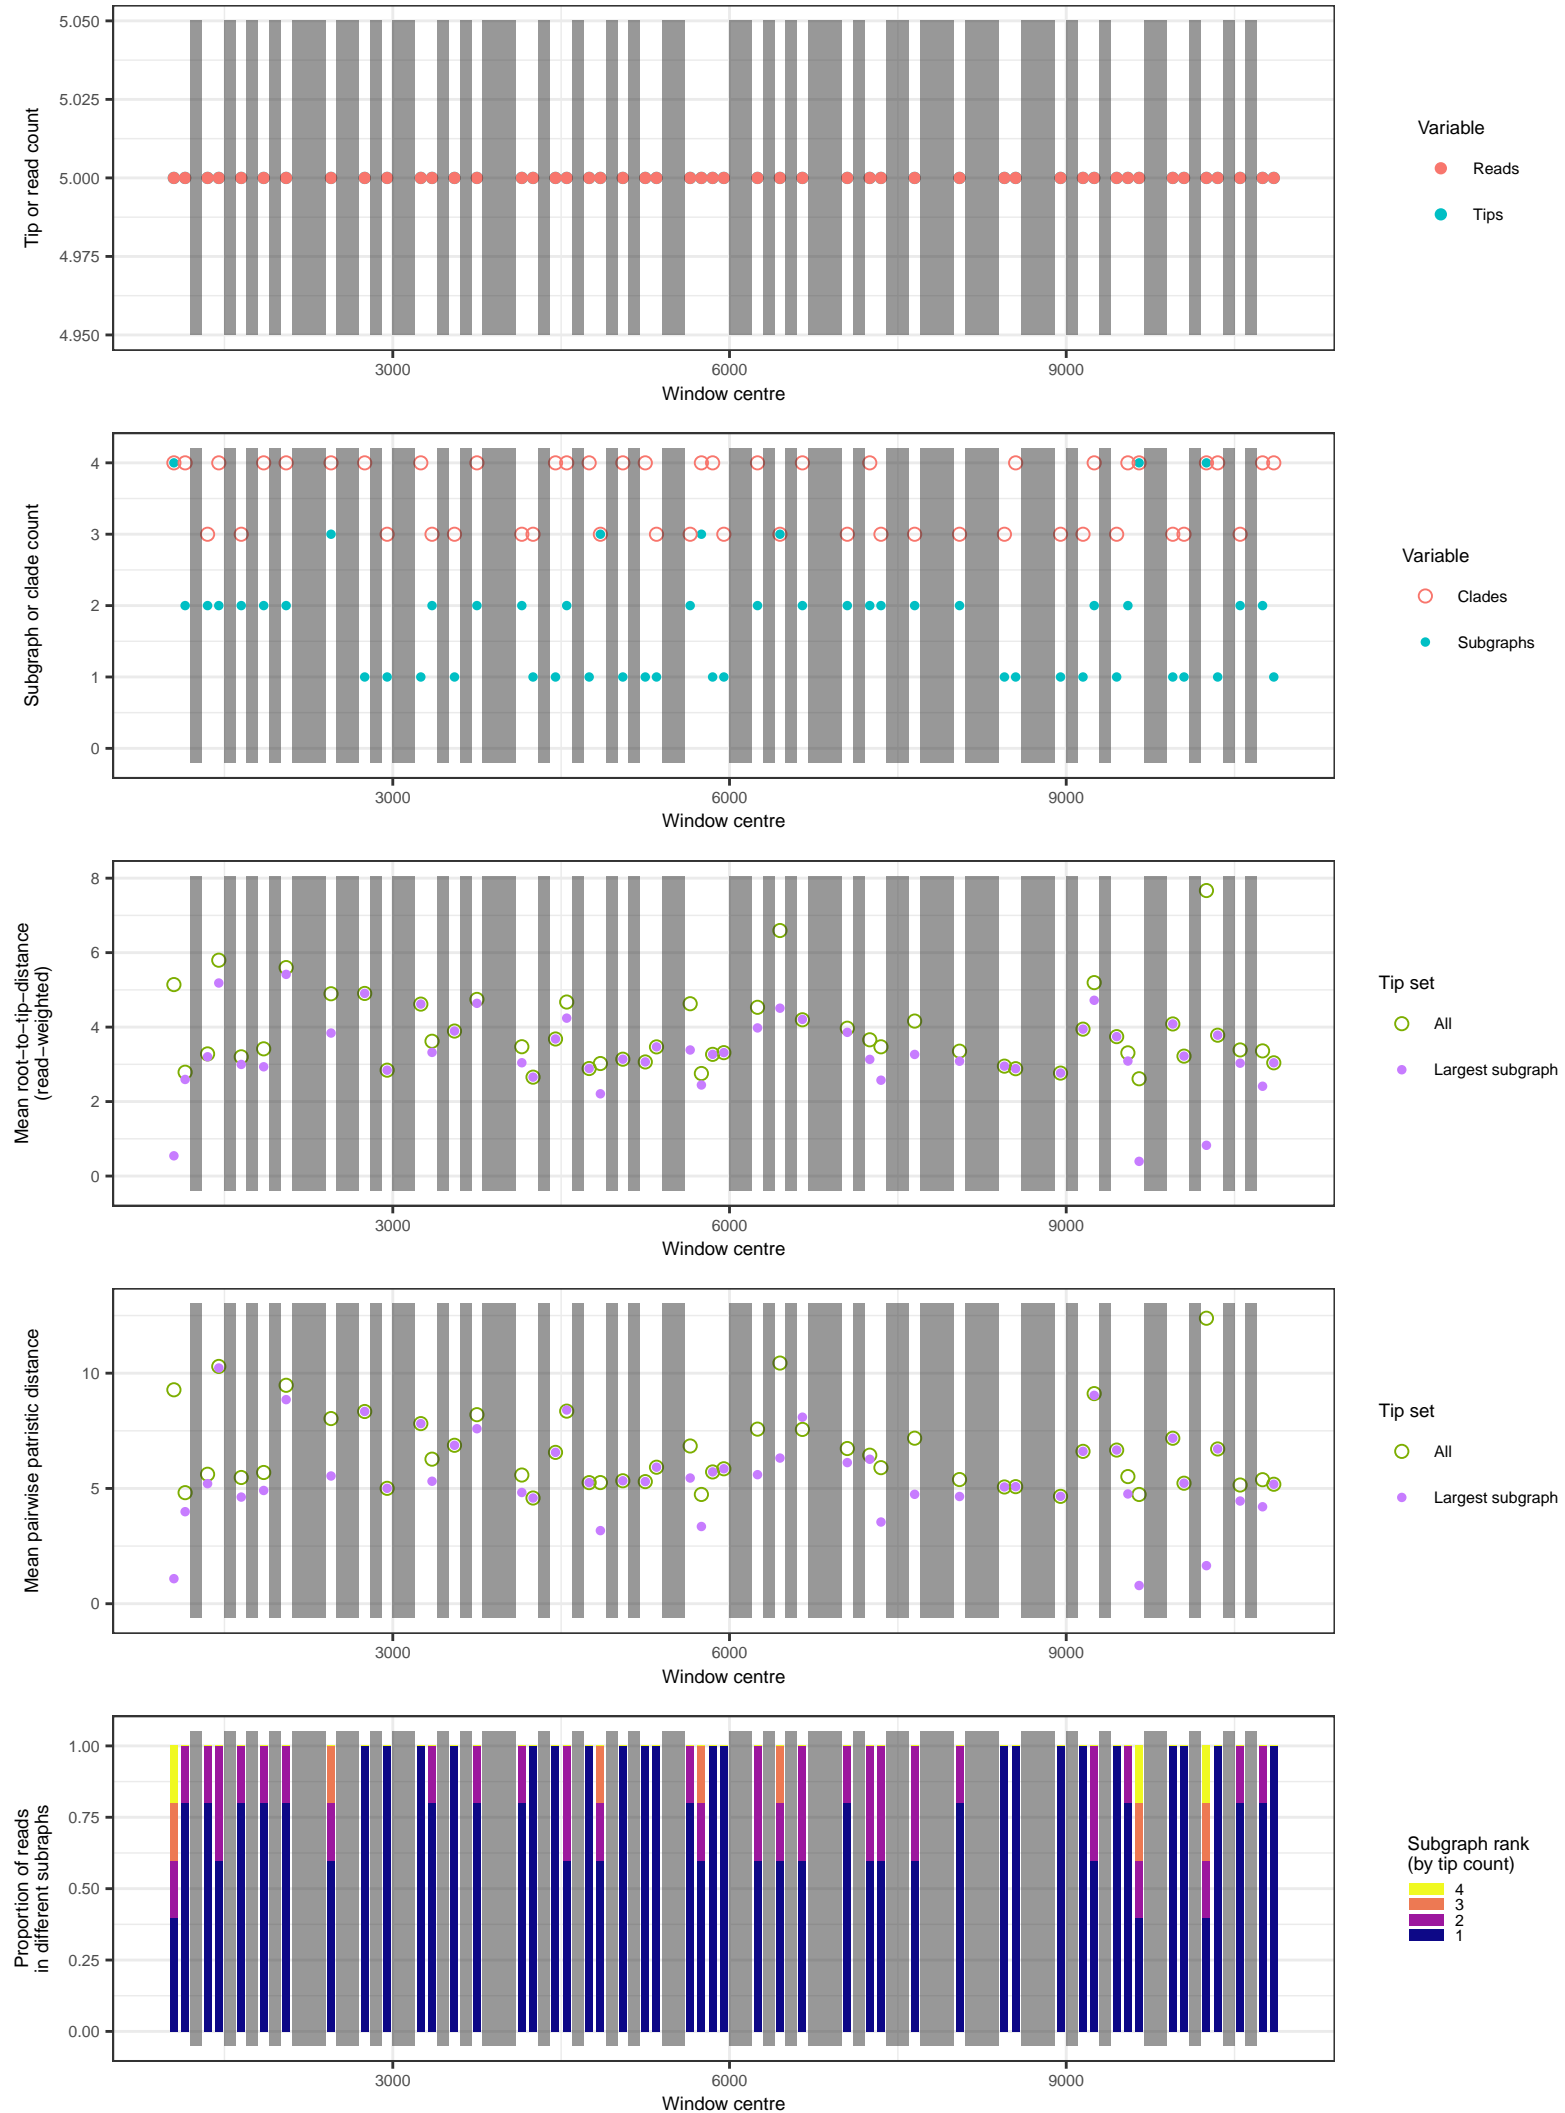 5.050
5.025
5.000
4.975
4.950
Tip or read count
3000
6000
9000
Window centre
Variable
Reads
Tips
4
3
2
1
0
Subgraph or clade count
3000
6000
9000
Window centre
Variable
Clades
Subgraphs
8
6
4
2
0
Mean root−to−tip−distance
(read−weighted)
3000
6000
9000
Window centre
Tip set
All
Largest subgraph
10
5
0
Mean pairwise patristic distance
3000
6000
9000
Window centre
Tip set
All
Largest subgraph
1.00
0.75
0.50
0.25
0.00
Proportion of reads
in different subraphs
3000
6000
9000
Window centre
Subgraph rank
(by tip count)
4
3
2
1